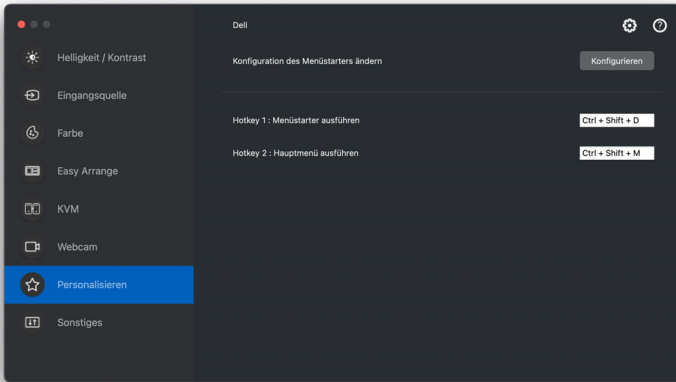 Dell
Helligkeit / Kontrast
Eingangsquelle
Farbe
Easy Arrange
KVM
Webcam
Personalisieren
Sonstiges
Konfiguration des Menüstarters ändern
Konfigurieren
Hotkey 1 : Menüstarter ausführen
Ctrl + Shift + D
Hotkey 2 : Hauptmenü ausführen
Ctrl + Shift + M